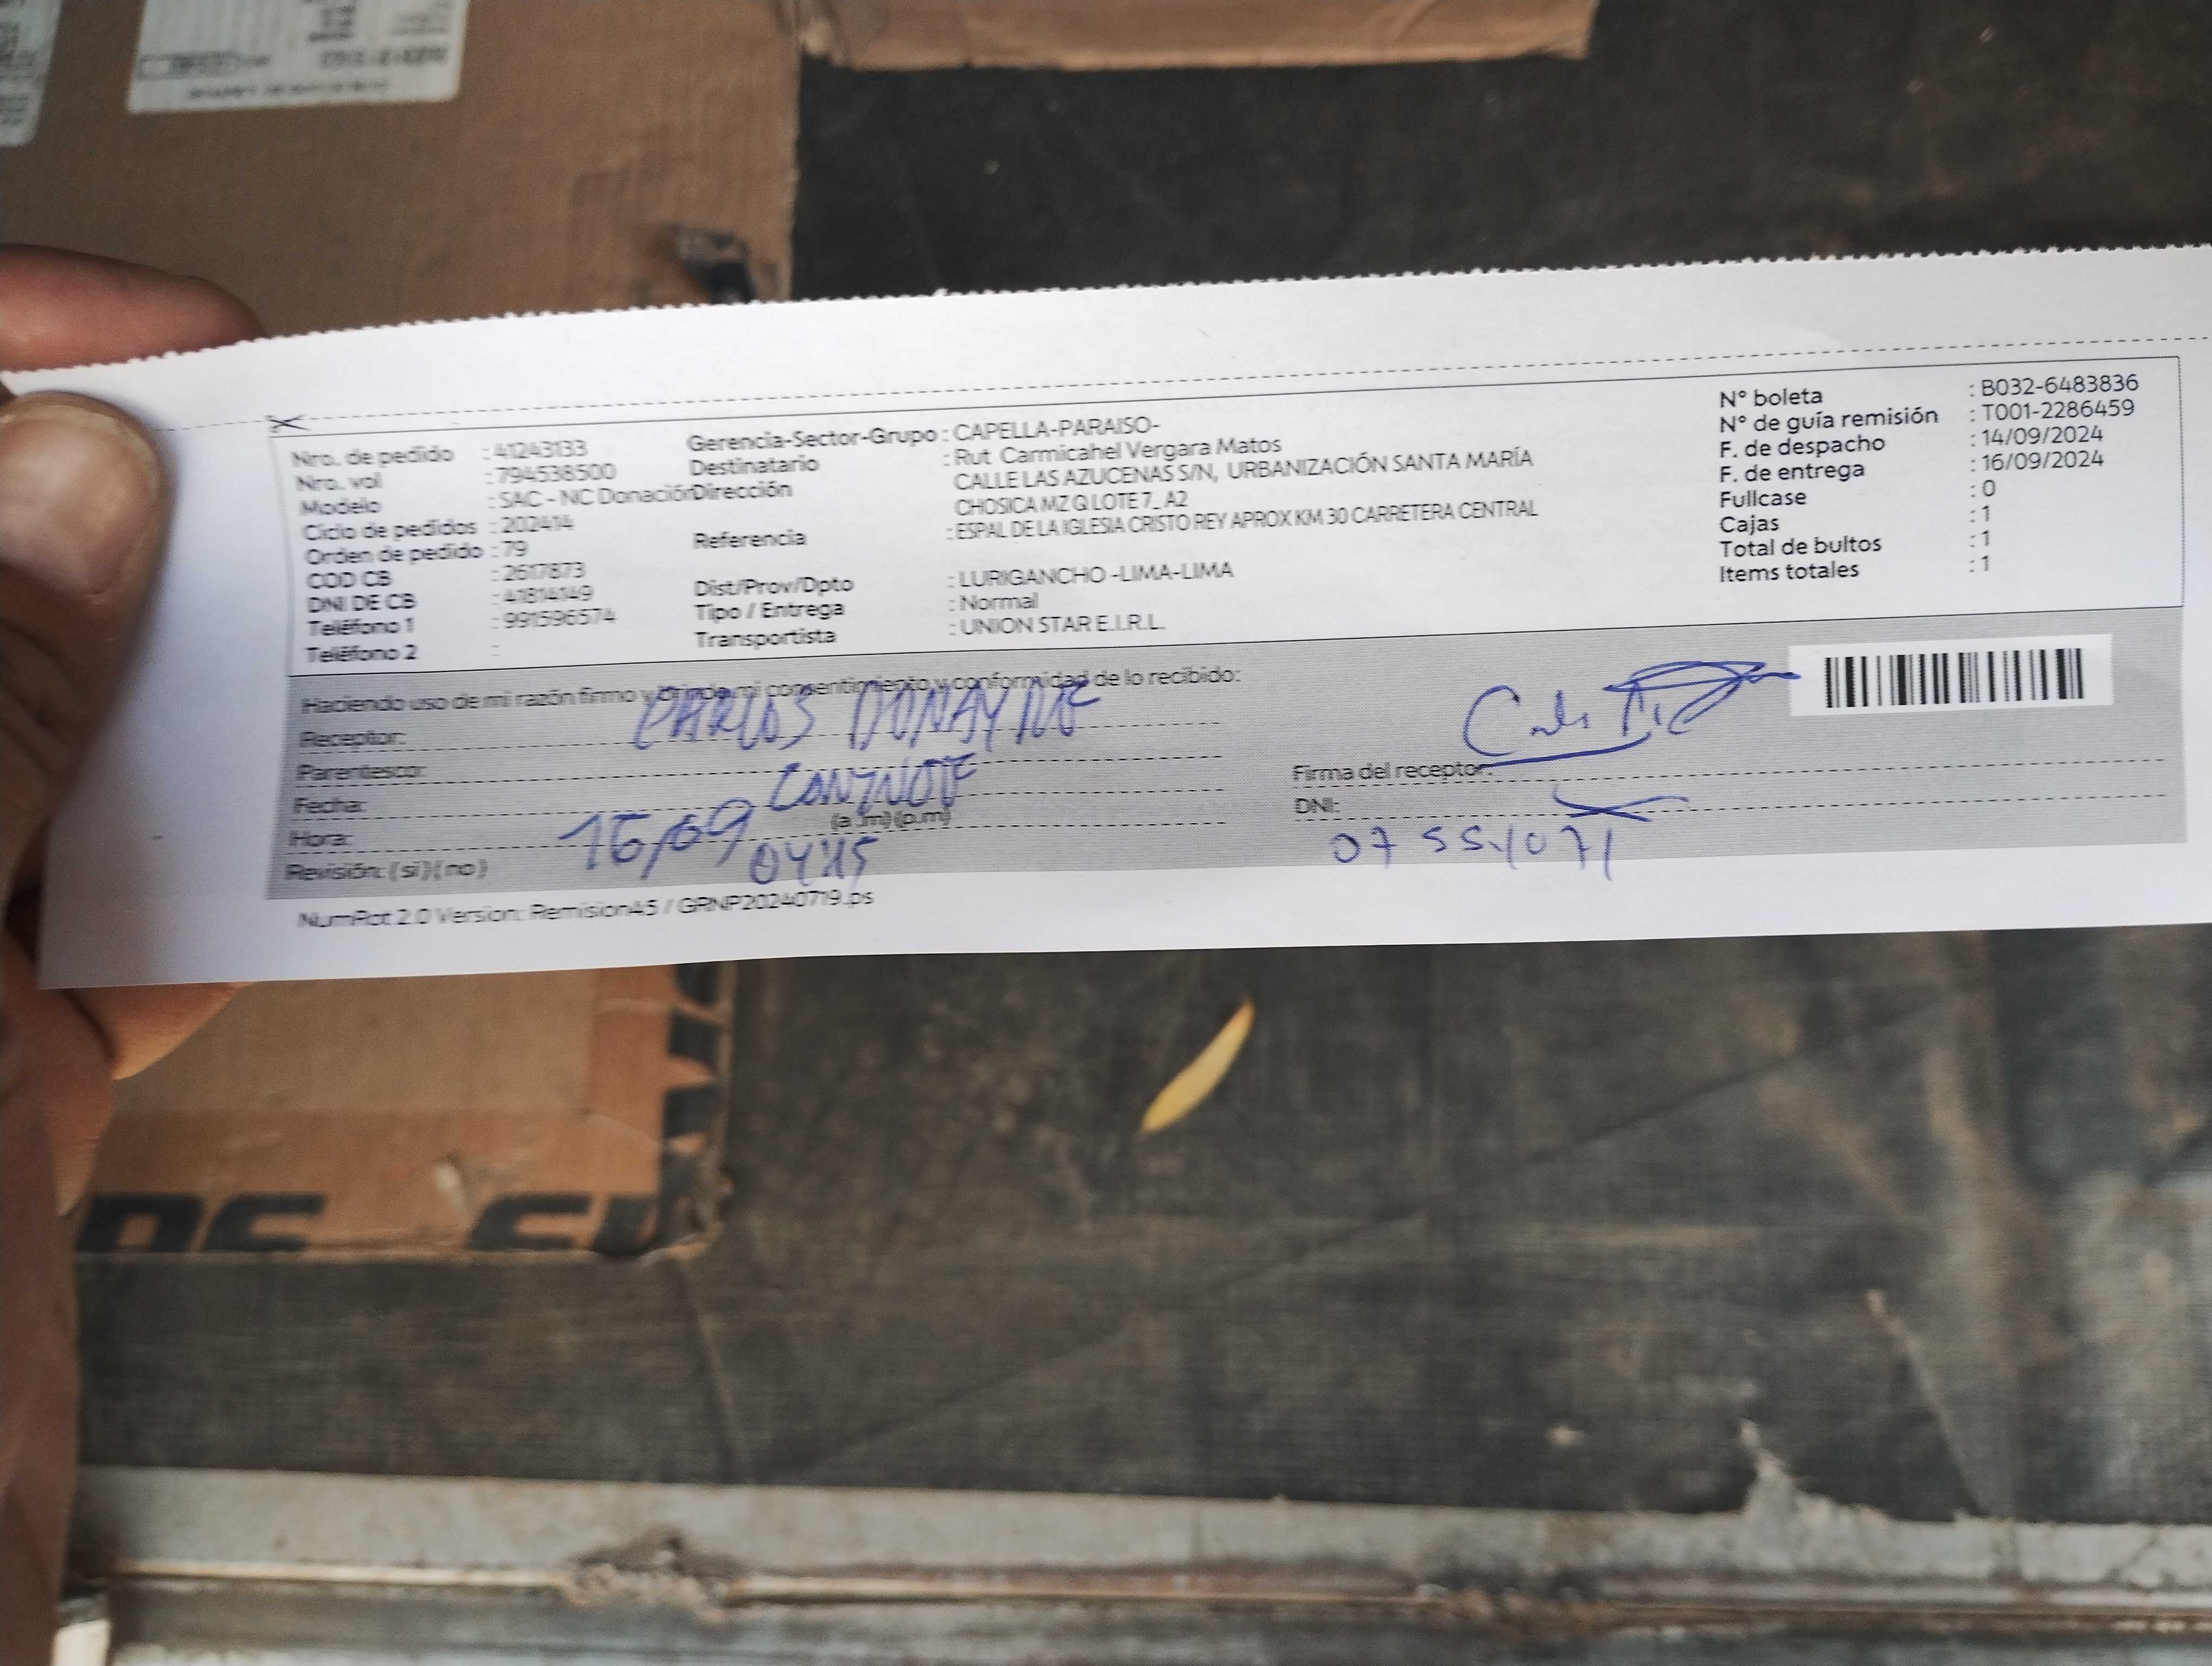 Nro. de pedido : 41243133
Nro. vol : 794538500
Modelo : SAC - NC Donación
Ciclo de pedidos : 202414
Orden de pedido : 79
COD CB : 2617873
DNI DE CB : 41814149
Teléfono 1 : 991596574
Teléfono 2 :
Gerencia-Sector-Grupo : CAPELLA-PARAISO-
Destinatario : Rut Carmicahel Vergara Matos
Dirección CALLE LAS AZUCENAS S/N, URBANIZACIÓN SANTA MARÍA
CHOSICA MZ Q LOTE 7_ A2
Referencia : ESPAL DE LA IGLESIA CRISTO REY APROX KM 30 CARRETERA CENTRAL
Dist/Prov/Dpto : LURIGANCHO -LIMA-LIMA
Tipo / Entrega : Normal
Transportista : UNION STAR E.I.R.L.
N° boleta : B032-6483836
N° de guía remisión : T001-2286459
F. de despacho : 14/09/2024
F. de entrega : 16/09/2024
Fullcase : 0
Cajas : 1
Total de bultos : 1
Items totales : 1
Haciendo uso de mi razón firmo y brindo mi consentimiento y conformidad de lo recibido:
Receptor: CARLOS DONAYRE
Parentesco:
Fecha: 16/09
Hora: (a .m) (p.m)
Revisión: ( si ) ( no )
Firma del receptor:
DNI:
NumRot 2.0 Version: Remision45 / GRNP20240719.ps